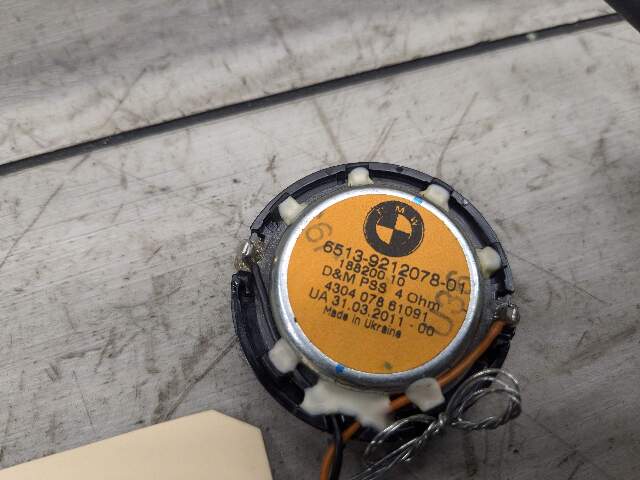 BMW
6513-9212078-01
188200.10
D&M PSS 4 Ohm
4304 078 61091
UA 31.03.2011 - 00
Made in Ukraine